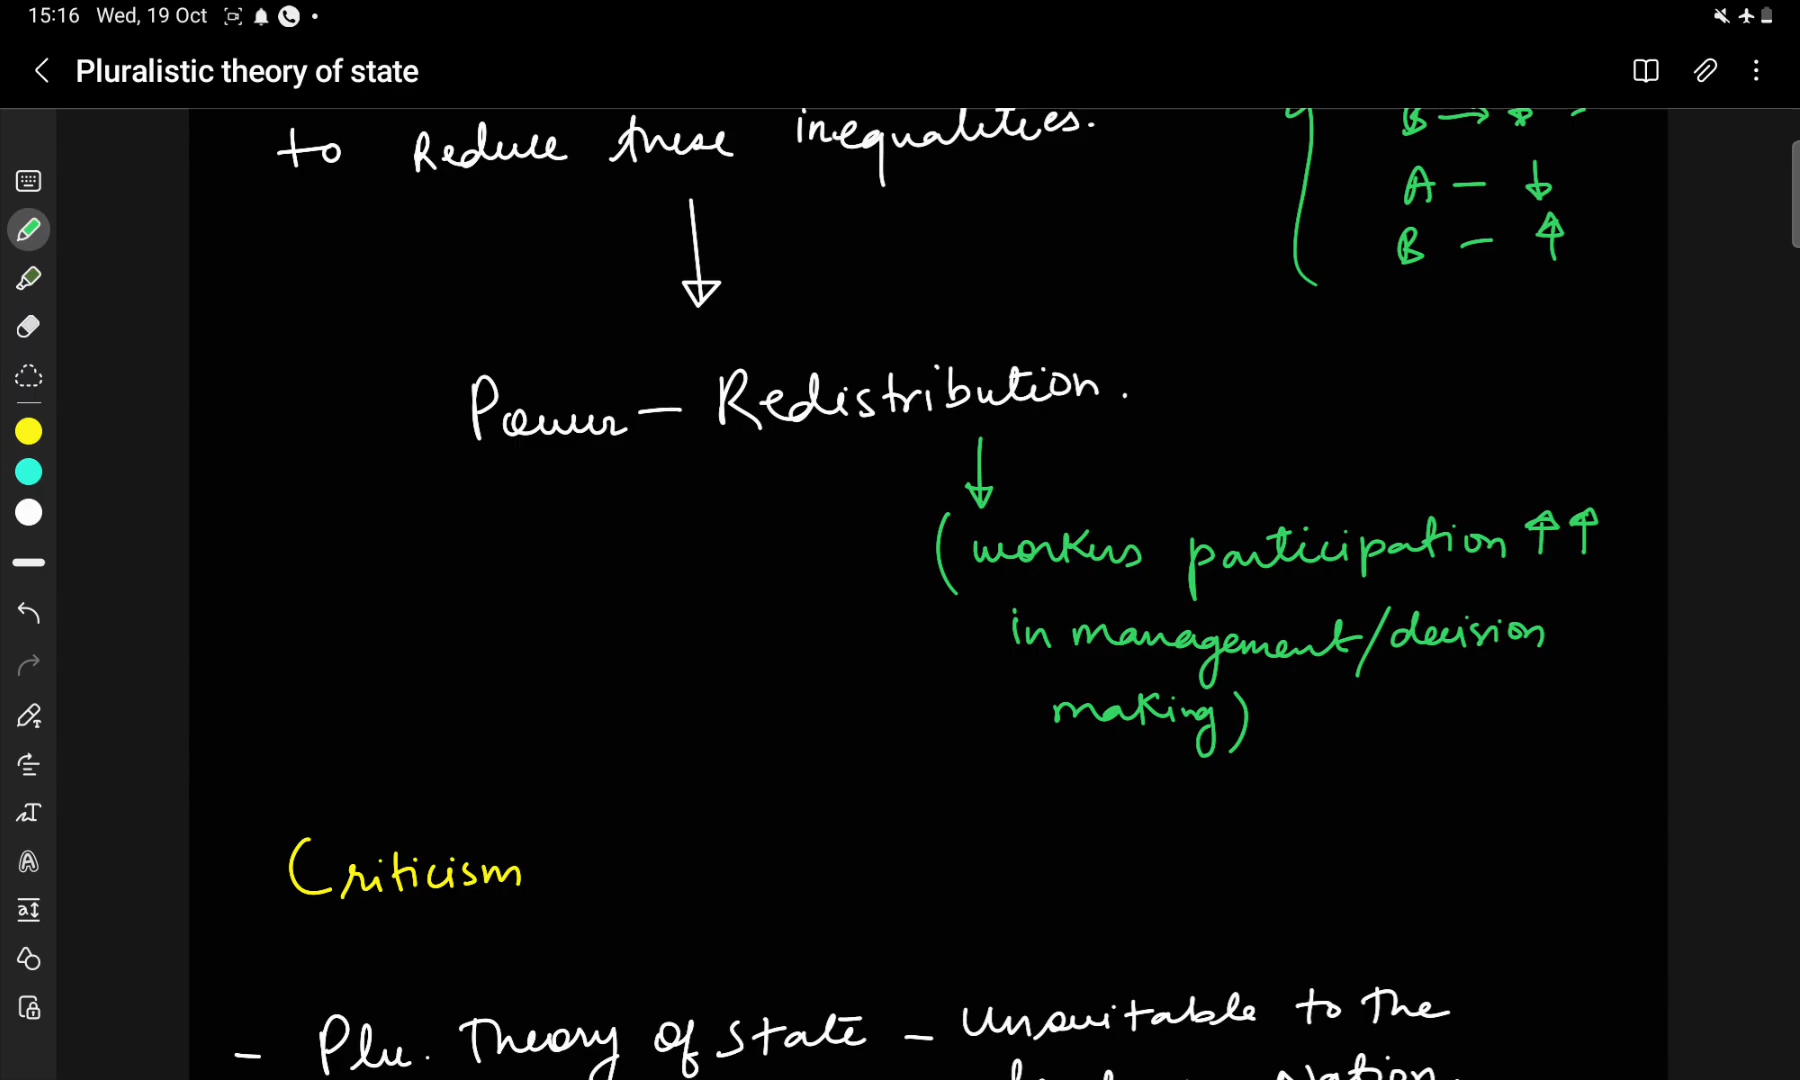 15:16 Wed, 19 Oct
Pluralistic theory of state
to Reduce these inequalities.
B →
A – ↓
B – ↑
Power – Redistribution.
(workers participation ↑↑
in management/decision
making)
Criticism
- Plu. Theory of state – Unsuitable to the
Nation.